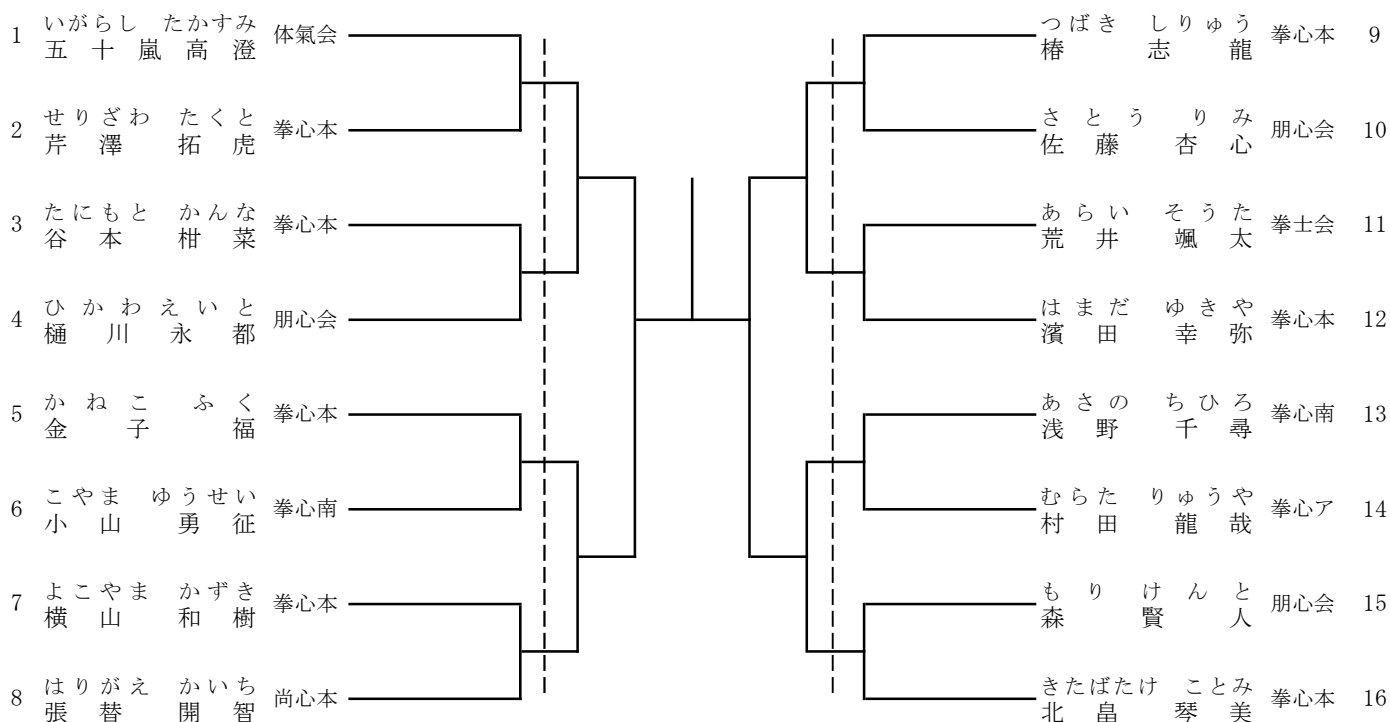 1 いがらし たかすみ 体氣会
五十嵐高澄
2 せりざわ たくと 拳心本
芹澤 拓虎
3 たにもと かんな 拳心本
谷本 柑菜
4 ひかわえいと 朋心会
樋川永都
5 かねこ ふく 拳心本
金子 福
6 こやま ゆうせい 拳心南
小山 勇征
7 よこやま かずき 拳心本
横山 和樹
8 はりがえ かいち 尚心本
張替 開智
つばき しりゅう 拳心本 9
椿 志龍
さとう りみ 朋心会 10
佐藤 杏心
あらい そうた 拳士会 11
荒井 颯太
はまだ ゆきや 拳心本 12
濱田 幸弥
あさの ちひろ 拳心南 13
浅野 千尋
むらた りゅうや 拳心ア 14
村田 龍哉
もり けんと 朋心会 15
森 賢人
きたばたけ ことみ 拳心本 16
北畠 琴美